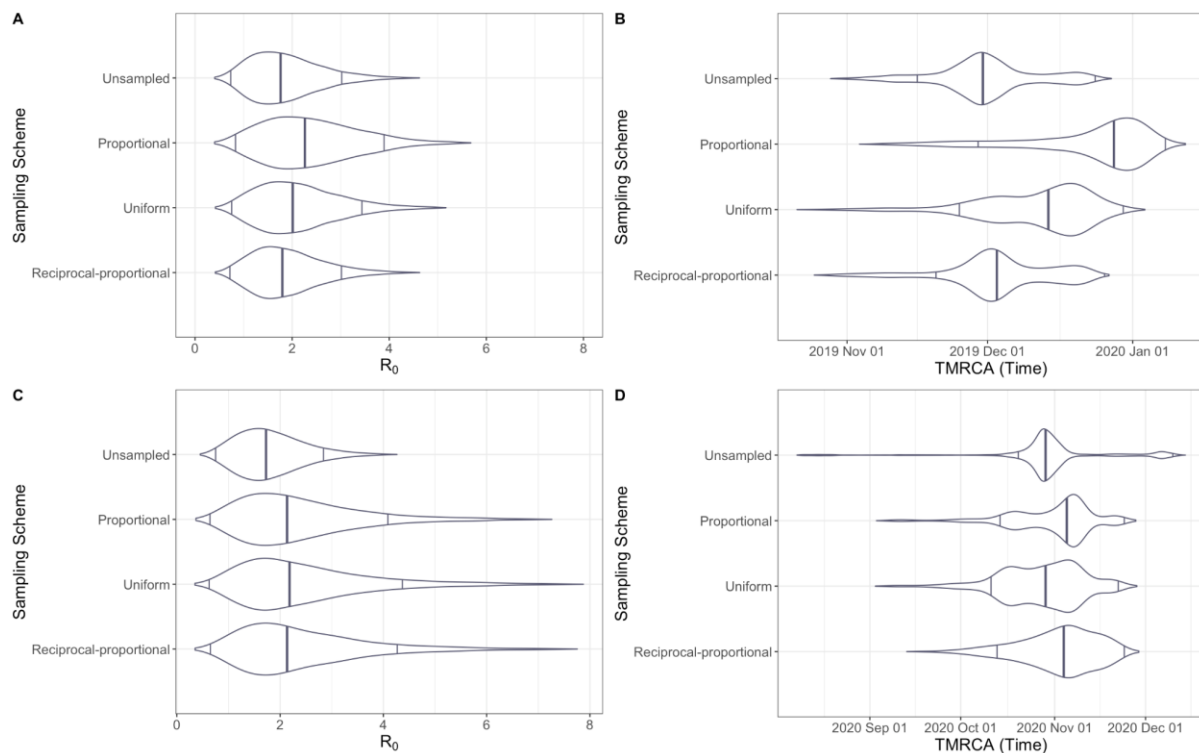 A
Sampling Scheme
Unsampled
Proportional
Uniform
Reciprocal-proportional
0 2 4 6 8
R₀
B
Sampling Scheme
Unsampled
Proportional
Uniform
Reciprocal-proportional
2019 Nov 01 2019 Dec 01 2020 Jan 01
TMRCA (Time)
C
Sampling Scheme
Unsampled
Proportional
Uniform
Reciprocal-proportional
0 2 4 6 8
R₀
D
Sampling Scheme
Unsampled
Proportional
Uniform
Reciprocal-proportional
2020 Sep 01 2020 Oct 01 2020 Nov 01 2020 Dec 01
TMRCA (Time)